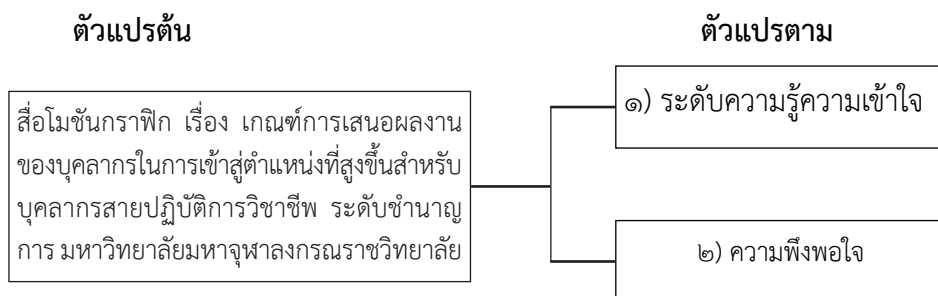 ตัวแปรต้น
ตัวแปรตาม
สื่อโมชันกราฟิก เรื่อง เกณฑ์การเสนอผลงาน
ของบุคลากรในการเข้าสู่ตำแหน่งที่สูงขึ้นสำหรับ
บุคลากรสายปฏิบัติการวิชาชีพ ระดับชำนาญ
การ มหาวิทยาลัยมหาจุฬาลงกรณราชวิทยาลัย
๑) ระดับความรู้ความเข้าใจ
๒) ความพึงพอใจ